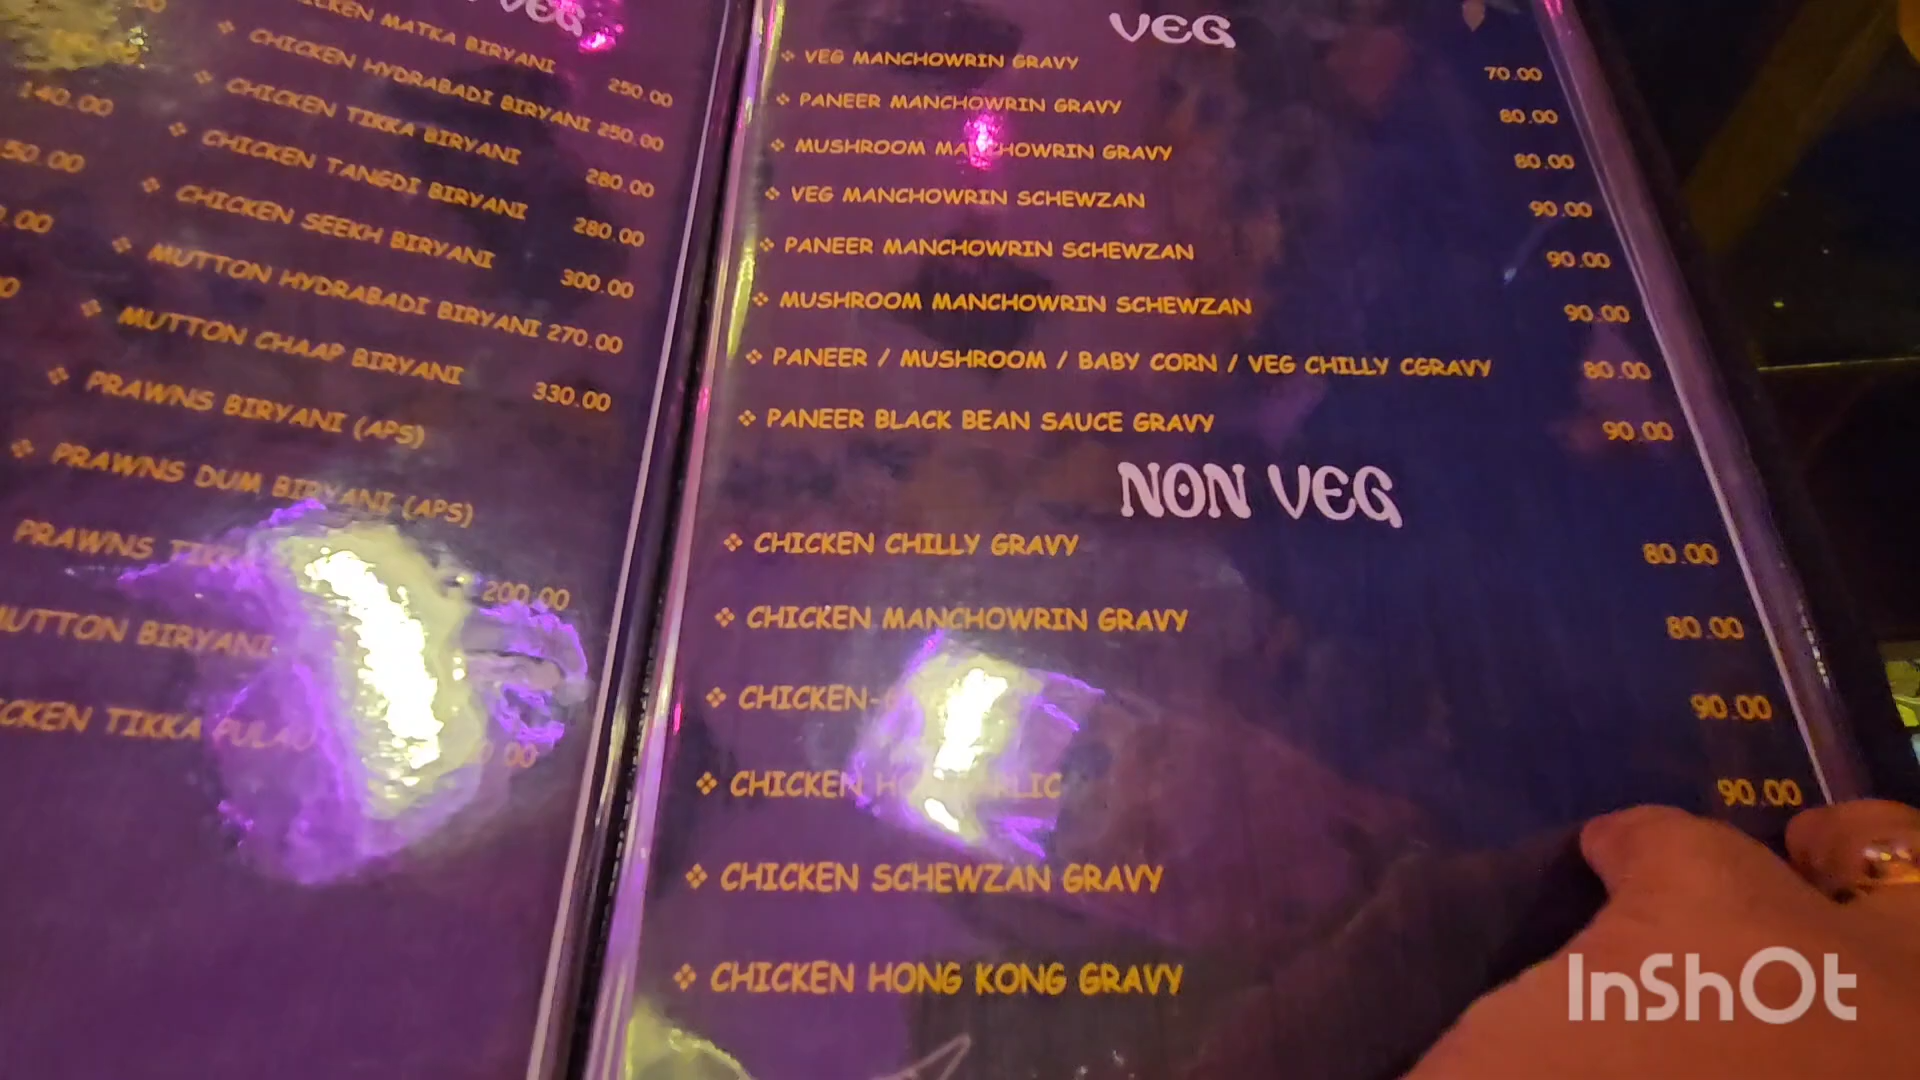 VEG
140.00
CHICKEN MATKA BIRYANI 250.00
CHICKEN HYDRABADI BIRYANI 250.00
CHICKEN TIKKA BIRYANI 280.00
CHICKEN TANGDI BIRYANI 280.00
CHICKEN SEEKH BIRYANI 300.00
MUTTON HYDRABADI BIRYANI 270.00
MUTTON CHAAP BIRYANI 330.00
PRAWNS BIRYANI (APS)
PRAWNS DUM BIRYANI (APS)
PRAWNS TIKKA 200.00
MUTTON BIRYANI
TIKKA PULAO
VEG
VEG MANCHOWRIN GRAVY 70.00
PANEER MANCHOWRIN GRAVY 80.00
MUSHROOM MANCHOWRIN GRAVY 80.00
VEG MANCHOWRIN SCHEWZAN 90.00
PANEER MANCHOWRIN SCHEWZAN 90.00
MUSHROOM MANCHOWRIN SCHEWZAN 90.00
PANEER / MUSHROOM / BABY CORN / VEG CHILLY CGRAVY 80.00
PANEER BLACK BEAN SAUCE GRAVY 90.00
NON VEG
CHICKEN CHILLY GRAVY 80.00
CHICKEN MANCHOWRIN GRAVY 80.00
CHICKEN- 90.00
CHICKEN 90.00
CHICKEN SCHEWZAN GRAVY
CHICKEN HONG KONG GRAVY
InShOt